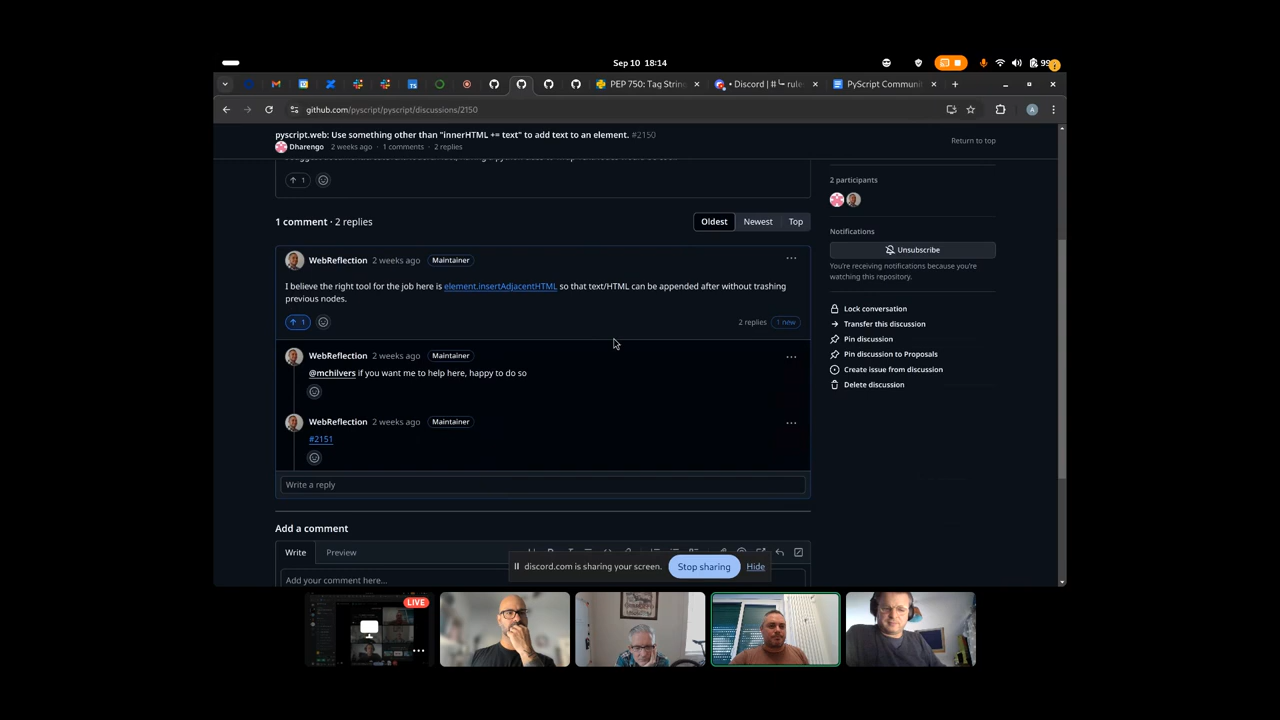 Sep 10 18:14
TS
PEP 750: Tag Strin
Discord | #
rule
PyScript Communi
github.com/pyscript/pyscript/discussions/2150
A
pyscript.web: Use something other than "innerHTML += text" to add text to an element. #2150
Dharengo 2 weeks ago · 1 comments · 2 replies
Return to top
1
2 participants
1 comment · 2 replies
Oldest Newest Top
Notifications
Unsubscribe
You're receiving notifications because you're
watching this repository.
WebReflection 2 weeks ago Maintainer
I believe the right tool for the job here is element.insertAdjacentHTML so that text/HTML can be appended after without trashing
previous nodes.
1
2 replies 1 new
Lock conversation
Transfer this discussion
Pin discussion
Pin discussion to Proposals
Create issue from discussion
Delete discussion
WebReflection 2 weeks ago Maintainer
@mchilvers if you want me to help here, happy to do so
WebReflection 2 weeks ago Maintainer
#2151
Write a reply
Add a comment
Write Preview
Add your comment here...
discord.com is sharing your screen. Stop sharing Hide
LIVE